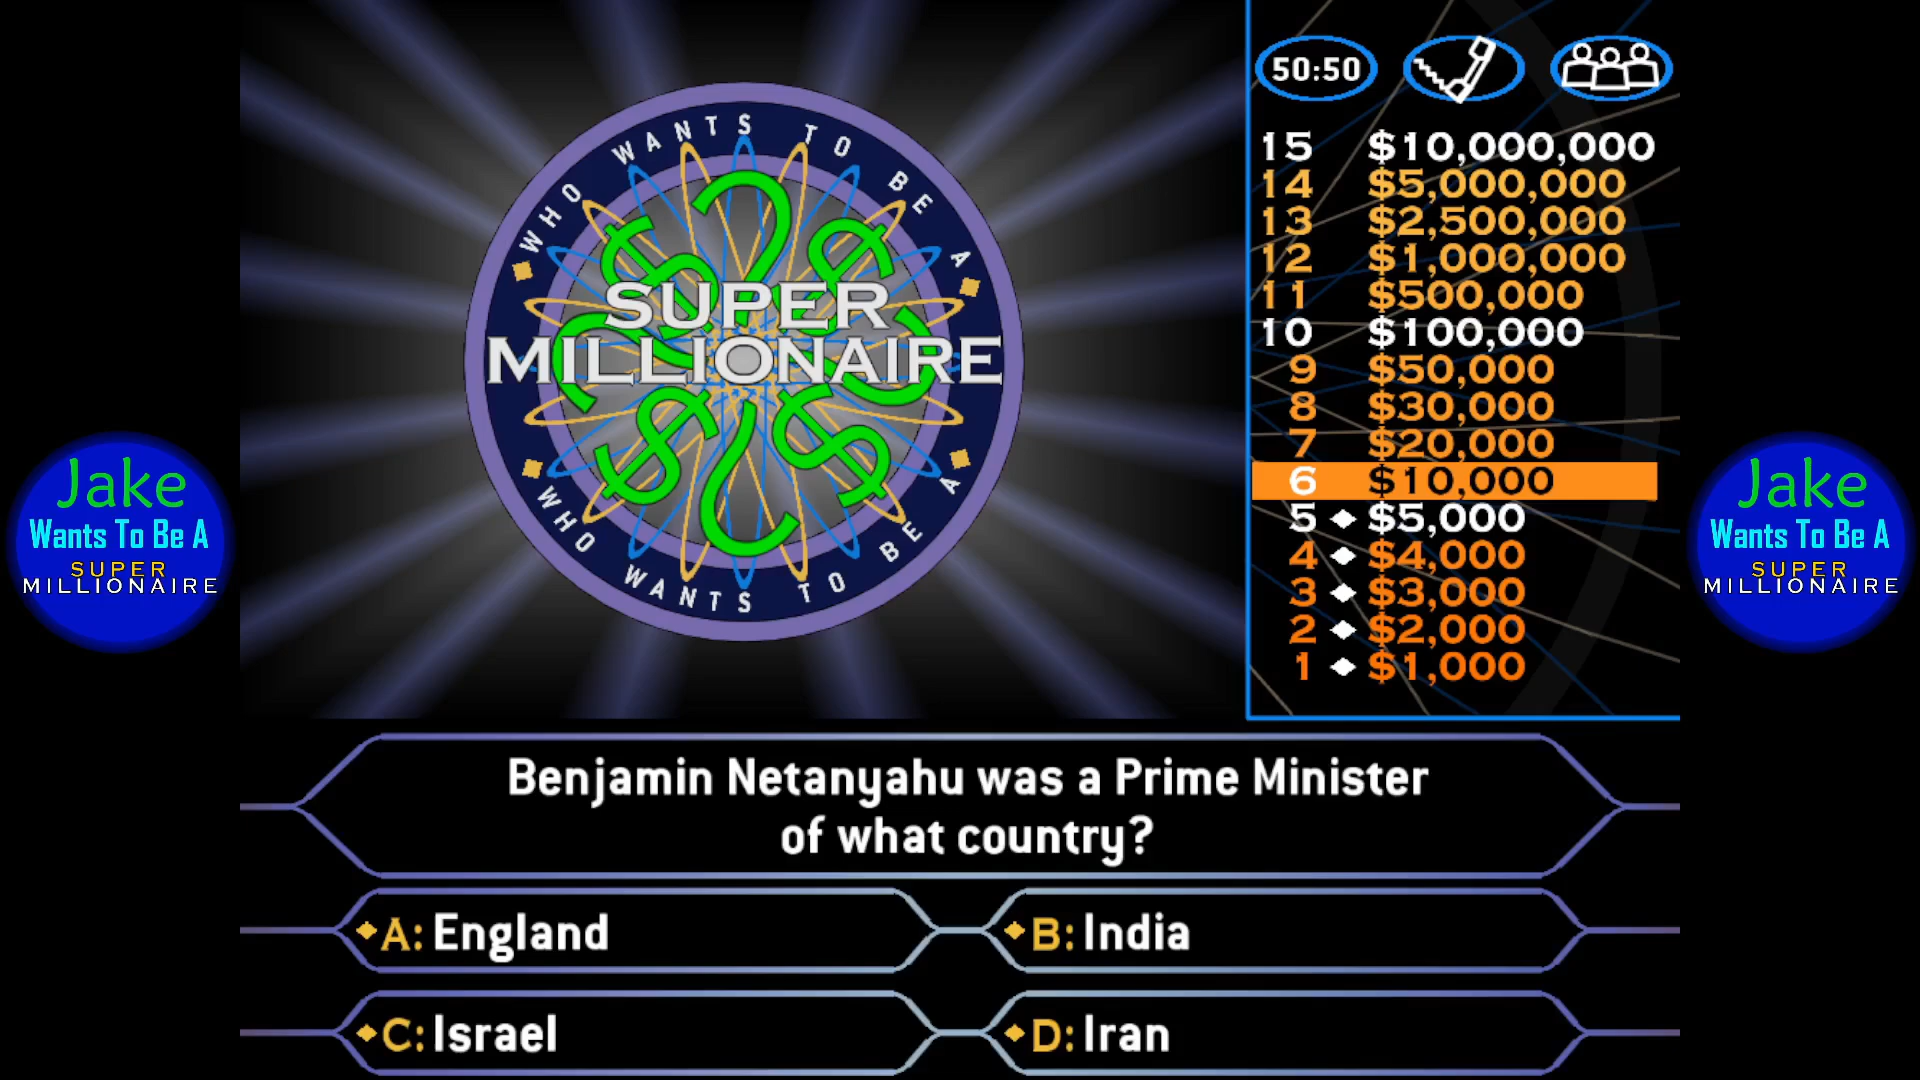 WHO WANTS TO BE A
SUPER
MILLIONAIRE
WHO WANTS TO BE A
50:50
15 $10,000,000
14 $5,000,000
13 $2,500,000
12 $1,000,000
11 $500,000
10 $100,000
9 $50,000
8 $30,000
7 $20,000
6 $10,000
5 $5,000
4 $4,000
3 $3,000
2 $2,000
1 $1,000
Jake
Wants To Be A
SUPER
MILLIONAIRE
Jake
Wants To Be A
SUPER
MILLIONAIRE
Benjamin Netanyahu was a Prime Minister
of what country?
A: England
B: India
C: Israel
D: Iran